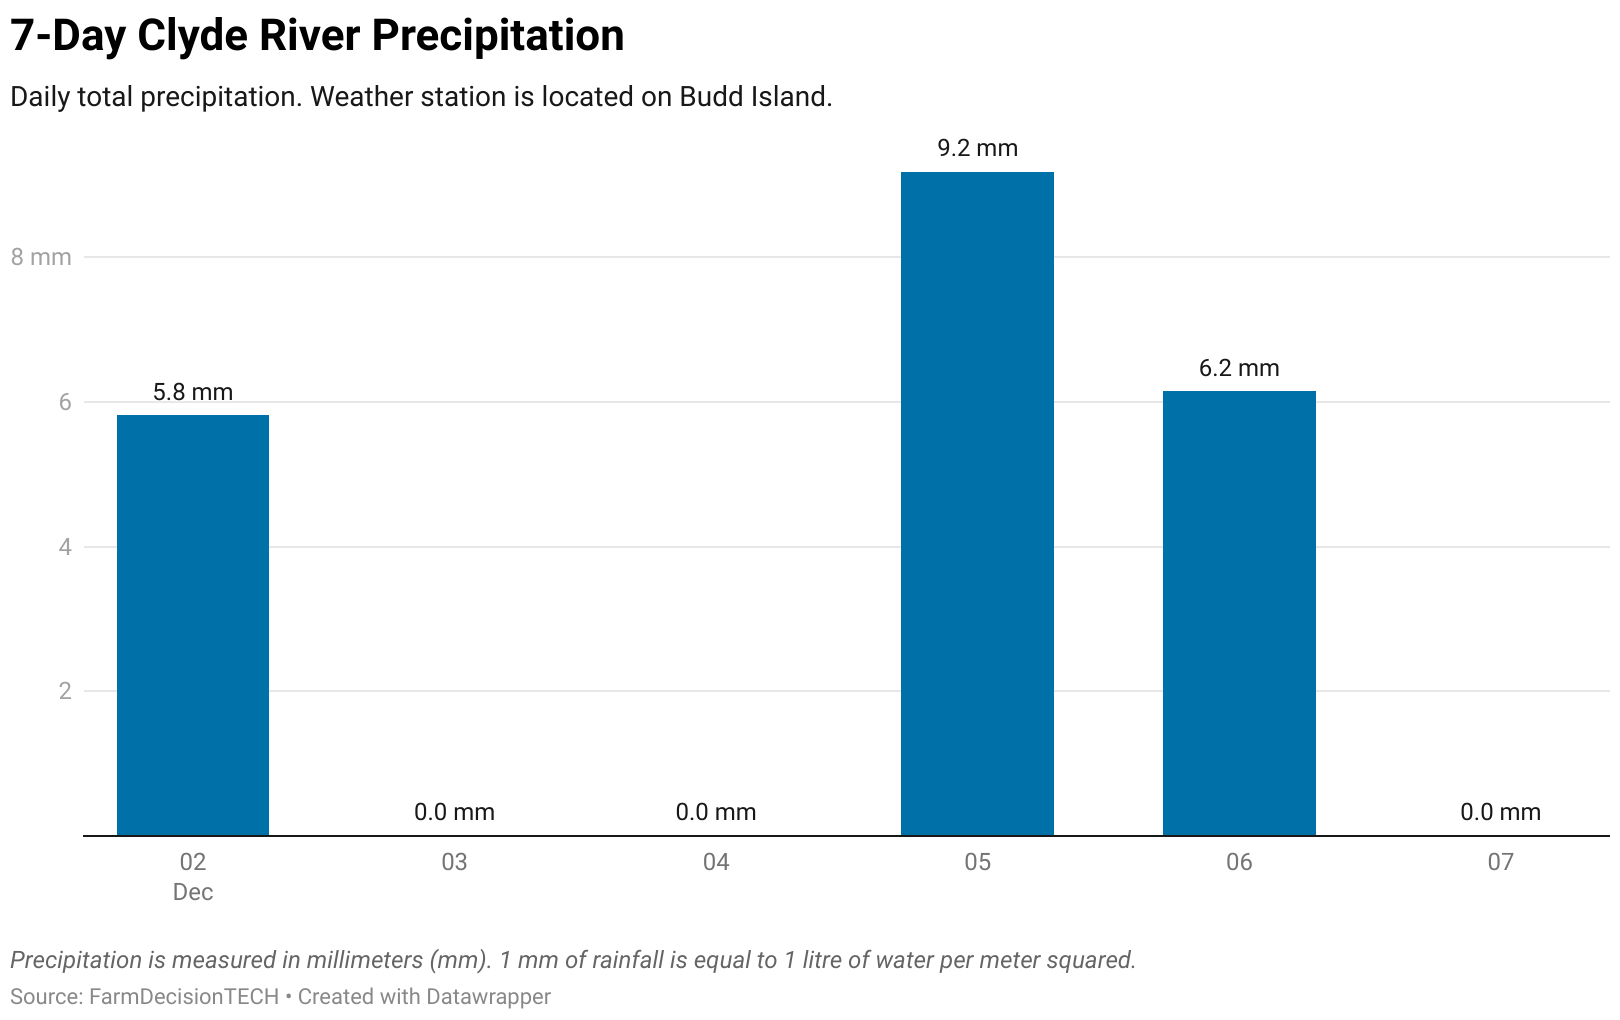 7-Day Clyde River Precipitation
Daily total precipitation. Weather station is located on Budd Island.
9.2 mm
8 mm
6.2 mm
5.8 mm
6
4
2
0.0 mm
0.0 mm
0.0 mm
02
03
04
05
06
07
Dec
Precipitation is measured in millimeters (mm). 1 mm of rainfall is equal to 1 litre of water per meter squared.
Source: FarmDecisionTECH • Created with Datawrapper